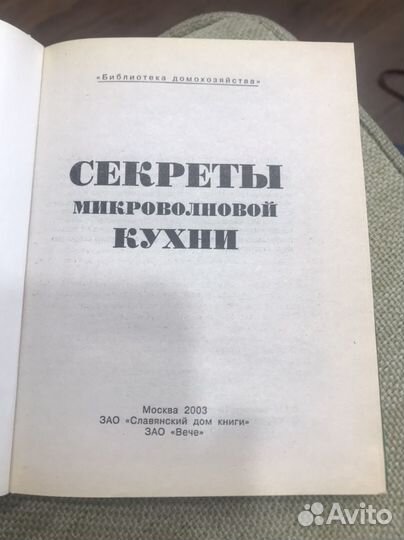 «Библиотека домохозяйства»
СЕКРЕТЫ
МИКРОВОЛНОВОЙ
КУХНИ
Москва 2003
ЗАО «Славянский дом книги»
ЗАО «Вече»
Avito